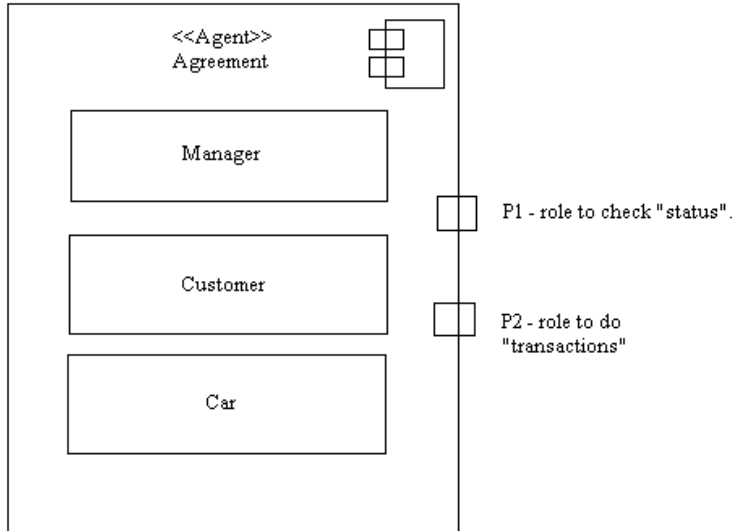 <<Agent>>
Agreement
Manager
P1 - role to check "status".
Customer
P2 - role to do
"transactions"
Car